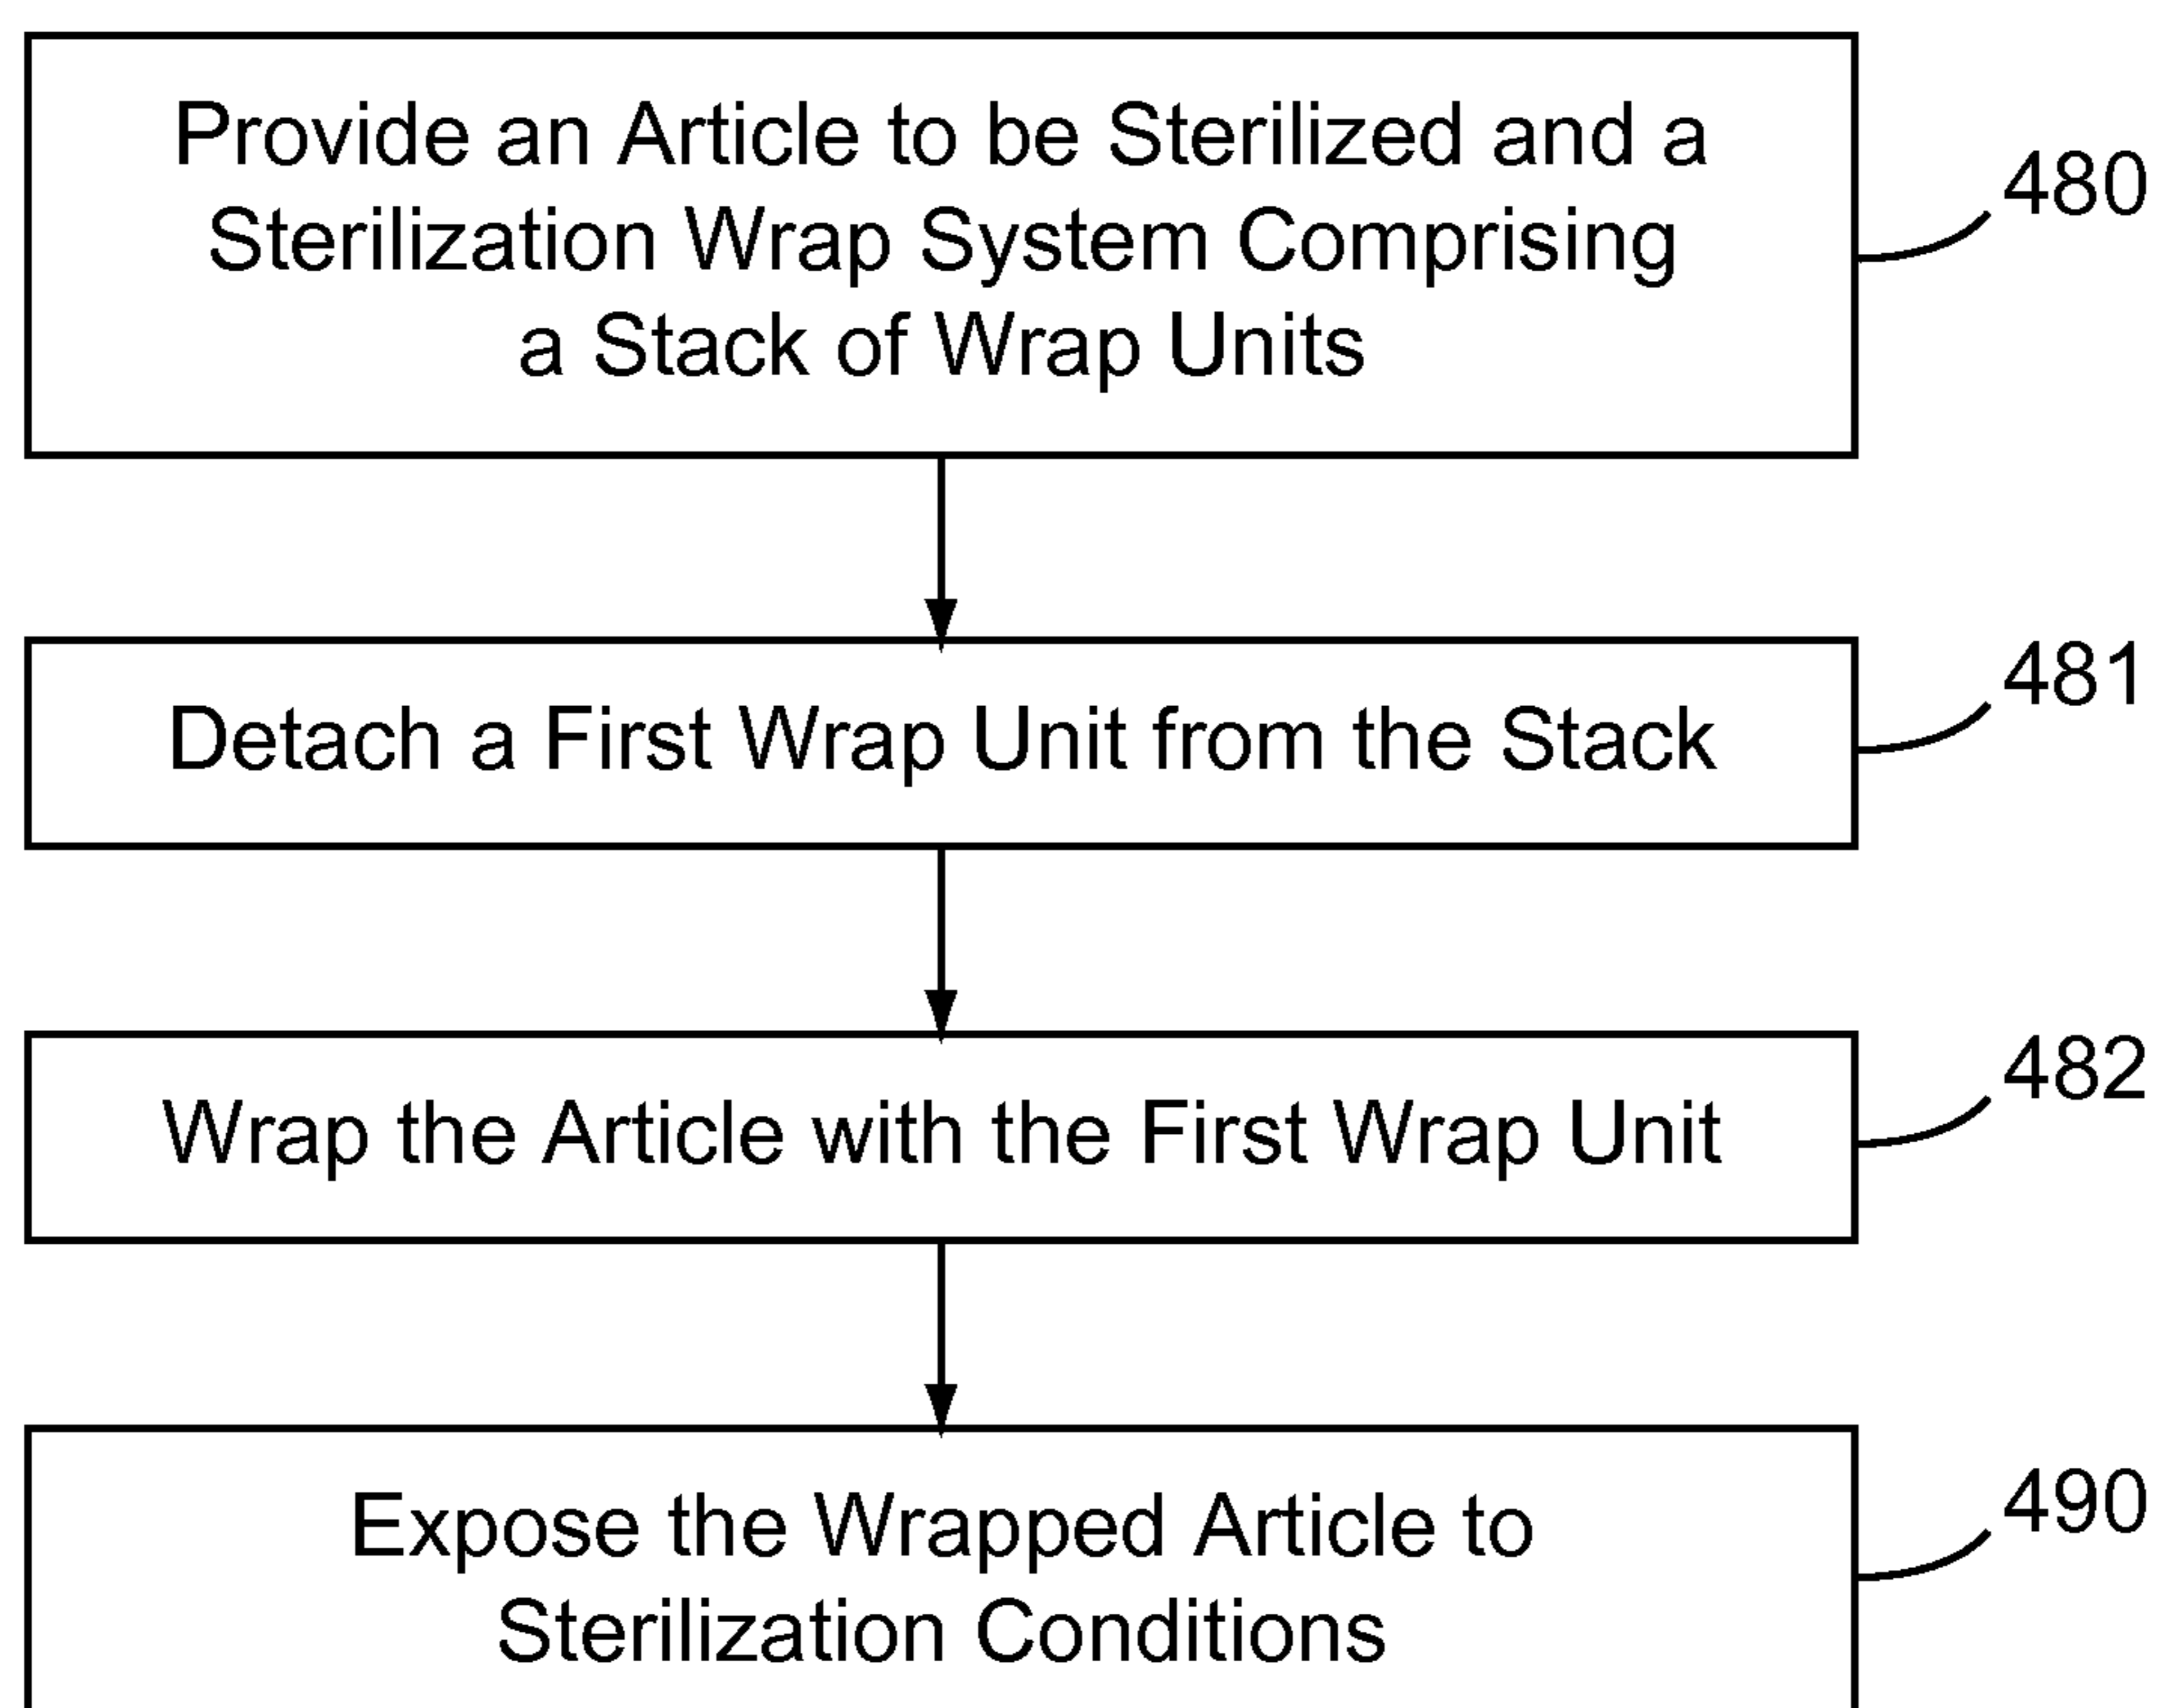 Provide an Article to be Sterilized and a
Sterilization Wrap System Comprising
a Stack of Wrap Units
480
Detach a First Wrap Unit from the Stack
481
Wrap the Article with the First Wrap Unit
482
Expose the Wrapped Article to
Sterilization Conditions
490